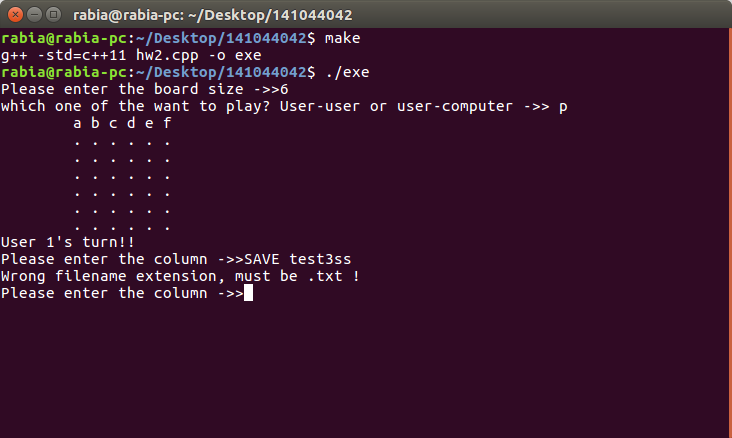 rabia@rabia-pc: ~/Desktop/141044042
rabia@rabia-pc:~/Desktop/141044042$ make
g++ -std=c++11 hw2.cpp -o exe
rabia@rabia-pc:~/Desktop/141044042$ ./exe
Please enter the board size ->>6
which one of the want to play? User-user or user-computer ->> p
a b c d e f
. . . . . .
. . . . . .
. . . . . .
. . . . . .
. . . . . .
. . . . . .
User 1's turn!!
Please enter the column ->>SAVE test3ss
Wrong filename extension, must be .txt !
Please enter the column ->>